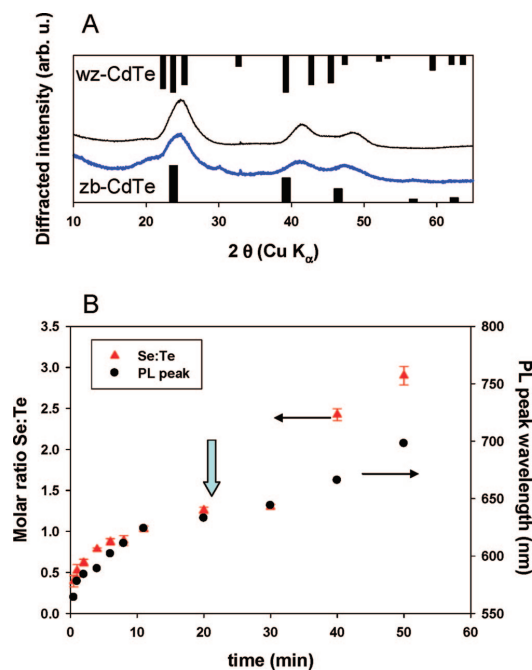 A
Diffracted intensity (arb. u.)
wz-CdTe
zb-CdTe
10 20 30 40 50 60
2 θ (Cu Kα)
B
Molar ratio Se:Te
3.5
3.0
2.5
2.0
1.5
1.0
0.5
0.0
Se:Te
PL peak
800
750
700
650
600
550
PL peak wavelength
(nm)
0 10 20 30 40 50 60
time (min)